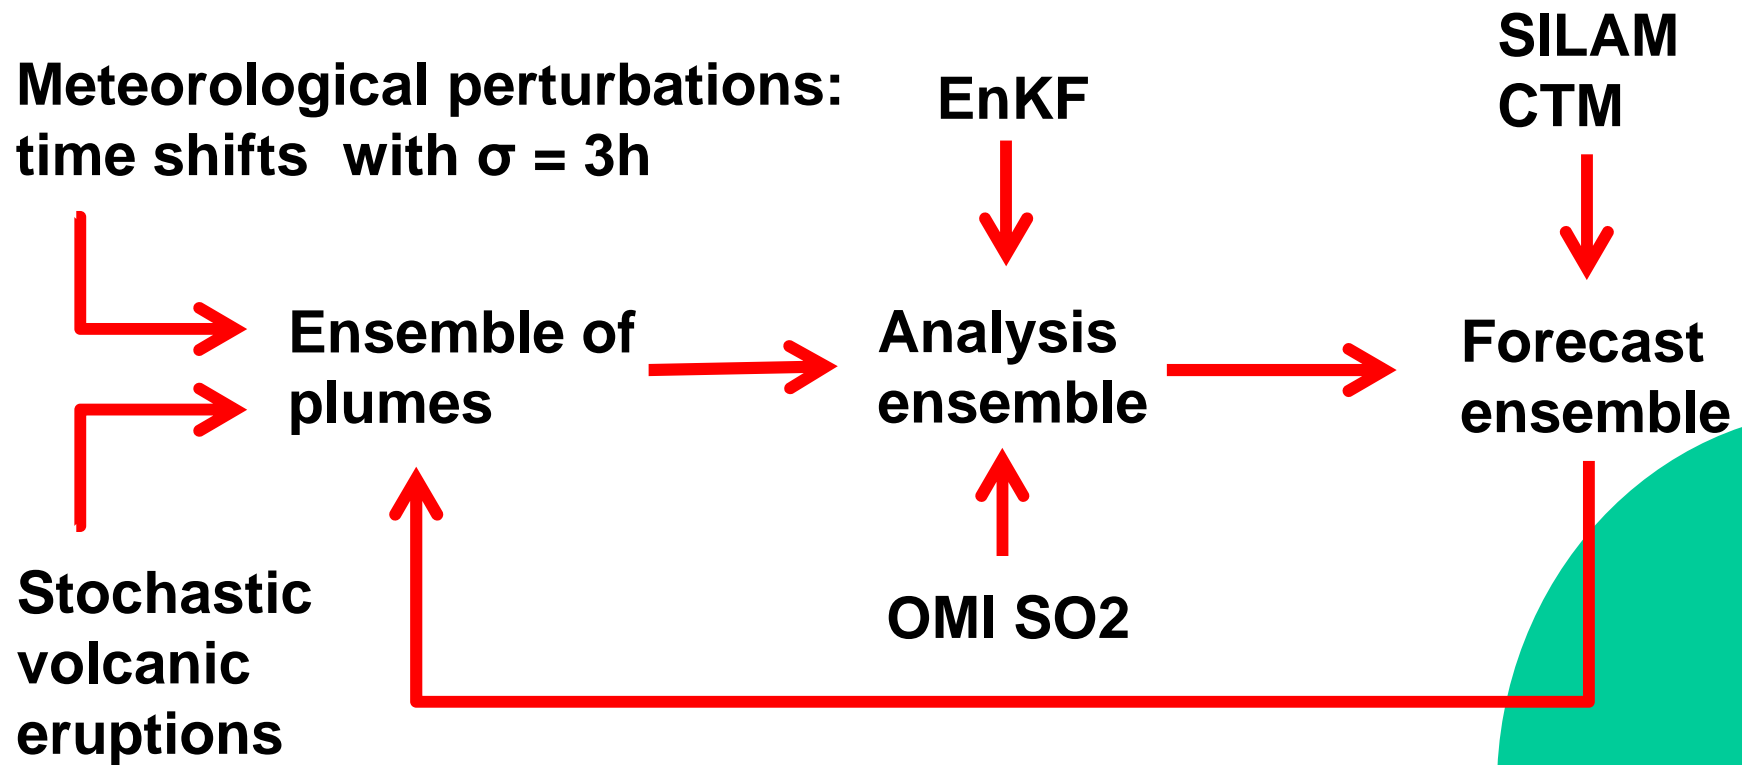 Meteorological perturbations:
time shifts with σ = 3h
EnKF
SILAM
CTM
Ensemble of
plumes
Analysis
ensemble
Forecast
ensemble
Stochastic
volcanic
eruptions
OMI SO2